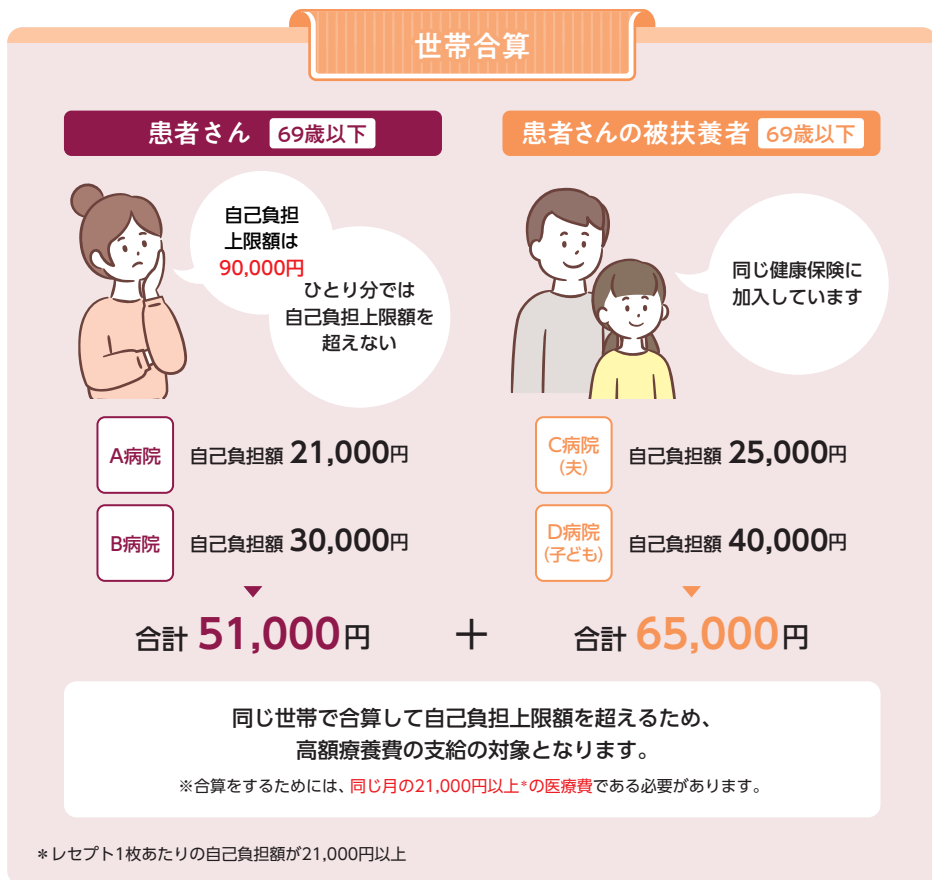 世帯合算
患者さん 69歳以下
自己負担
上限額は
90,000円
ひとり分では
自己負担上限額を
超えない
A病院 自己負担額 21,000円
B病院 自己負担額 30,000円
合計 51,000円
＋
患者さんの被扶養者 69歳以下
同じ健康保険に
加入しています
C病院
(夫)
自己負担額 25,000円
D病院
(子ども)
自己負担額 40,000円
合計 65,000円
同じ世帯で合算して自己負担上限額を超えるため、
高額療養費の支給の対象となります。
※合算をするためには、同じ月の21,000円以上*の医療費である必要があります。
*レセプト1枚あたりの自己負担額が21,000円以上